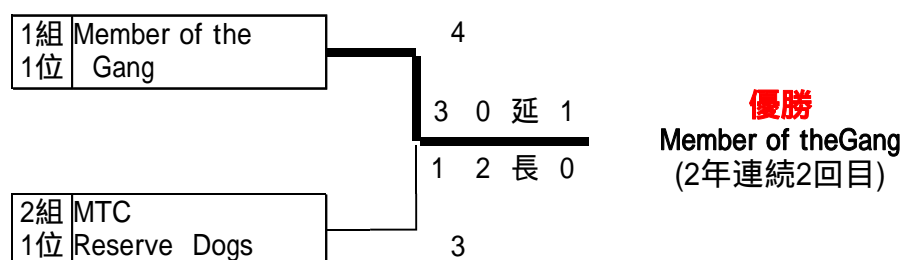 1組 Member of the
1位 Gang
4
3 0 延 1
1 2 長 0
優勝
Member of theGang
(2年連続2回目)
2組 MTC
1位 Reserve Dogs
3